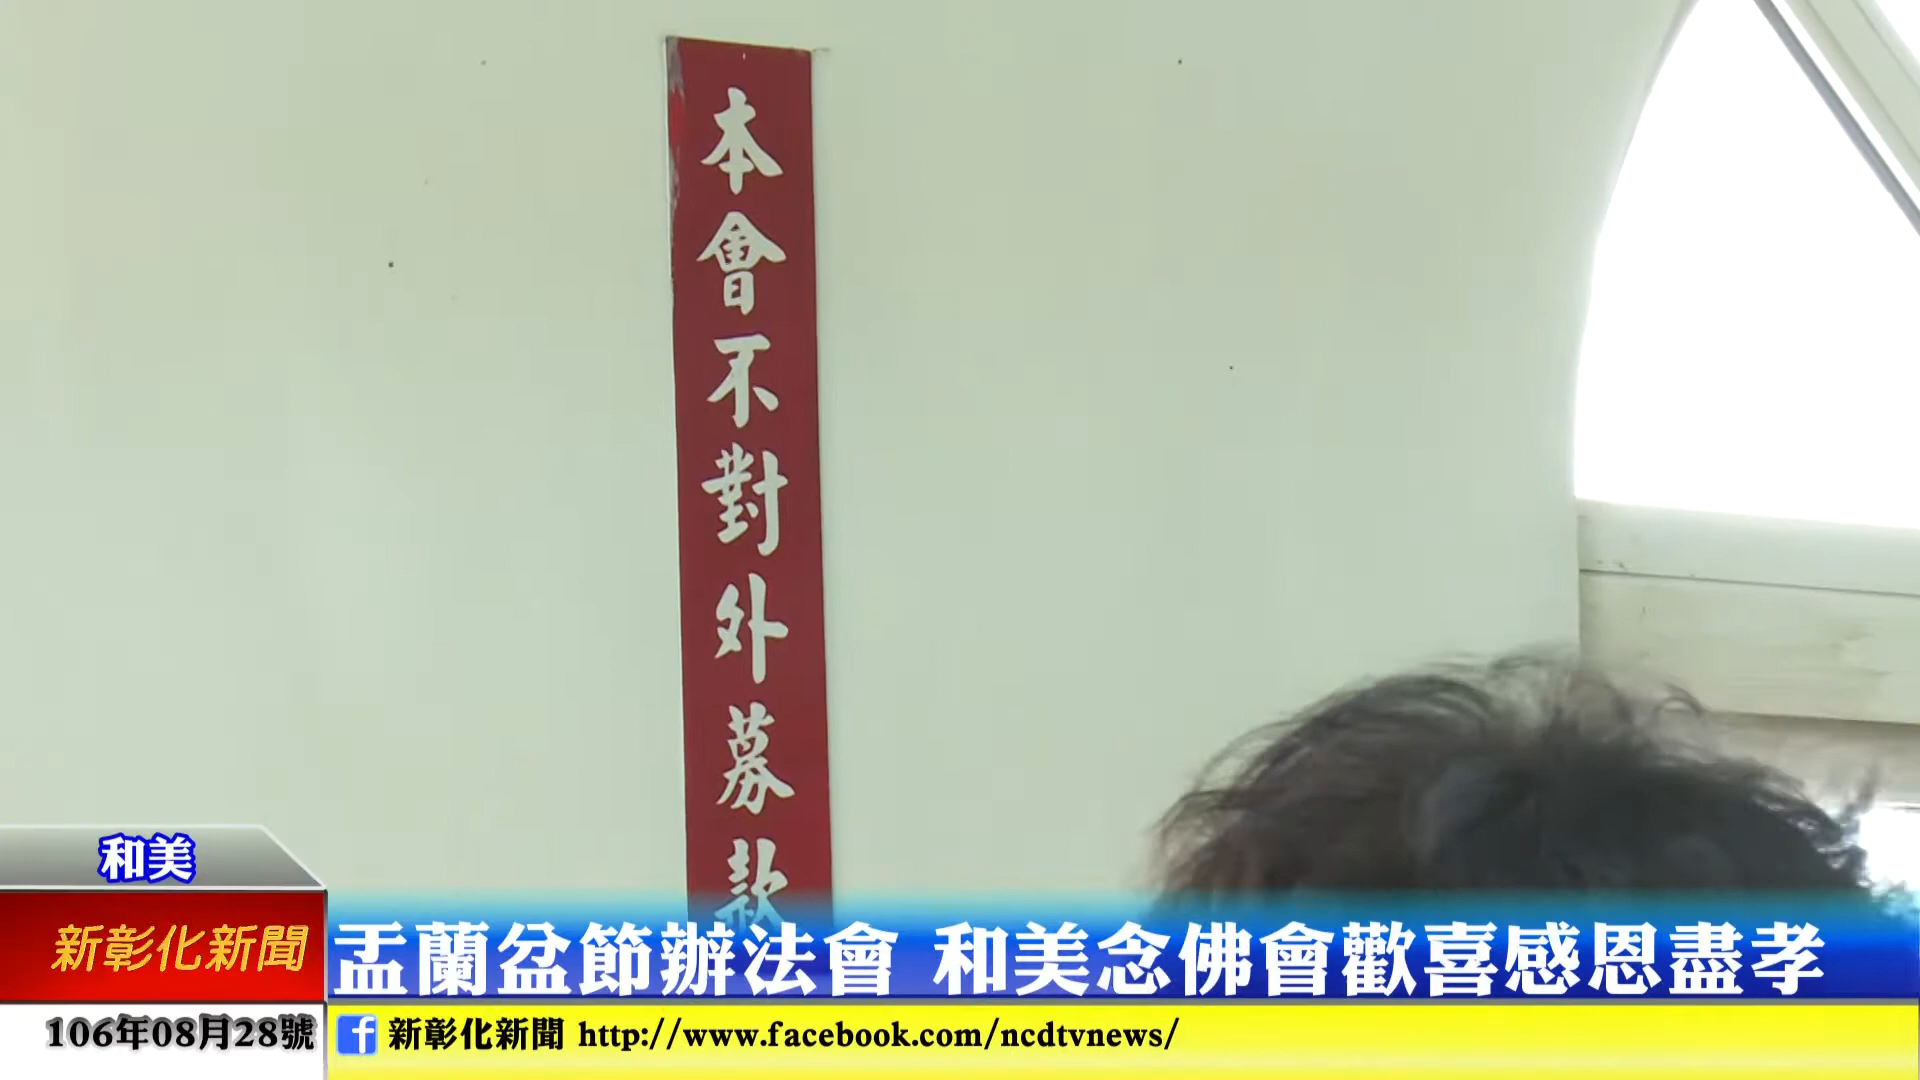 本會不對外募款
和美
新彰化新聞
盂蘭盆節辦法會 和美念佛會歡喜感恩盡孝
106年08月28號
新彰化新聞 http://www.facebook.com/ncdtvnews/